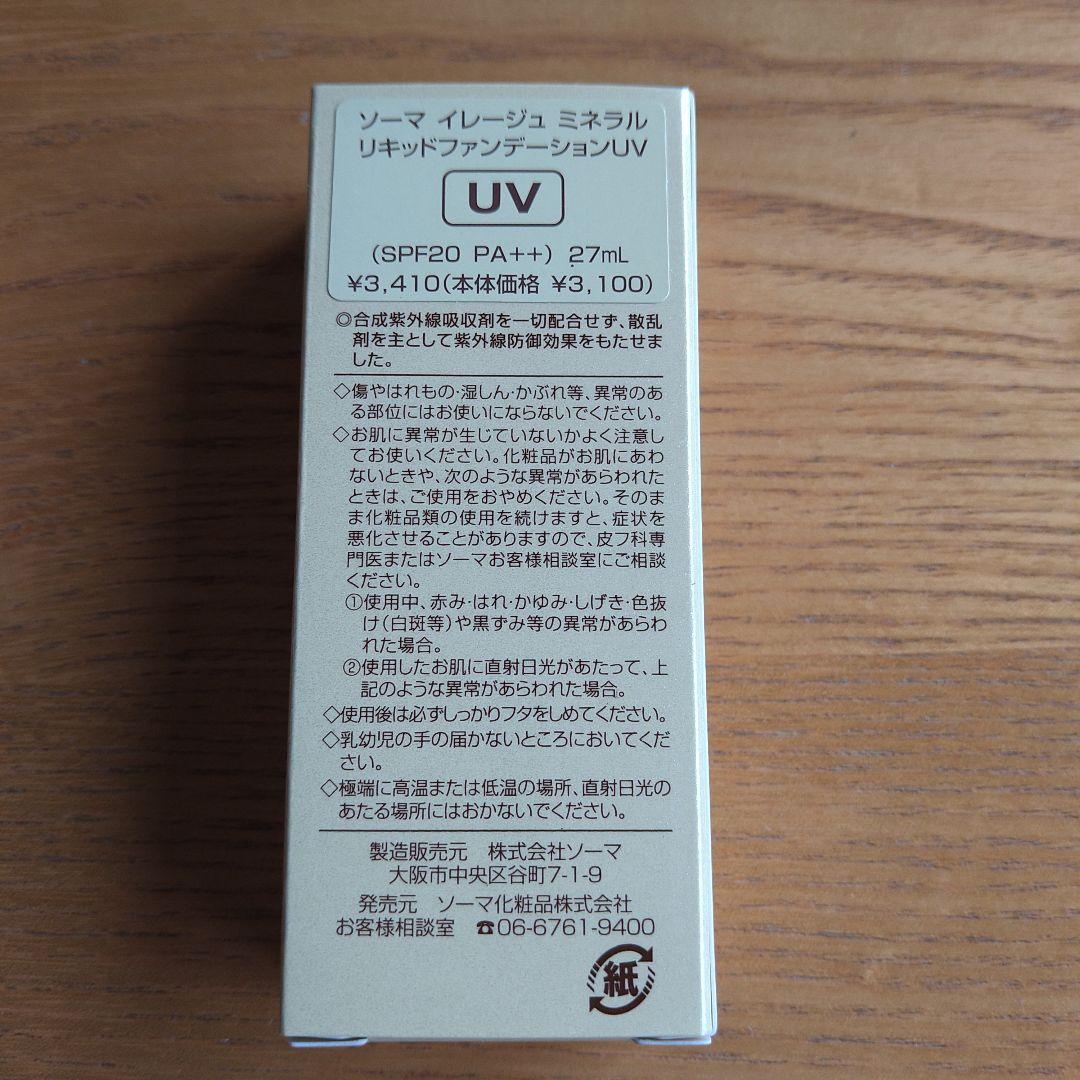 ソーマ イレージュ ミネラル
リキッドファンデーションUV
UV
(SPF20 PA++) 27mL
¥3,410(本体価格 ¥3,100)
◎合成紫外線吸収剤を一切配合せず、散乱
剤を主として紫外線防御効果をもたせま
した。
◇傷やはれもの・湿しん・かぶれ等、異常のあ
る部位にはお使いにならないでください。
◇お肌に異常が生じていないかよく注意し
てお使いください。化粧品がお肌にあわ
ないときや、次のような異常があらわれた
ときは、ご使用をおやめください。そのま
ま化粧品類の使用を続けますと、症状を
悪化させることがありますので、皮フ科専
門医またはソーマお客様相談室にご相談
ください。
①使用中、赤み・はれ・かゆみ・しげき・色抜
け(白斑等)や黒ずみ等の異常があらわ
れた場合。
②使用したお肌に直射日光があたって、上
記のような異常があらわれた場合。
◇使用後は必ずしっかりフタをしめてください。
◇乳幼児の手の届かないところにおいてくだ
さい。
◇極端に高温または低温の場所、直射日光の
あたる場所にはおかないでください。
製造販売元 株式会社ソーマ
大阪市中央区谷町7-1-9
発売元 ソーマ化粧品株式会社
お客様相談室 ☎06-6761-9400
紙